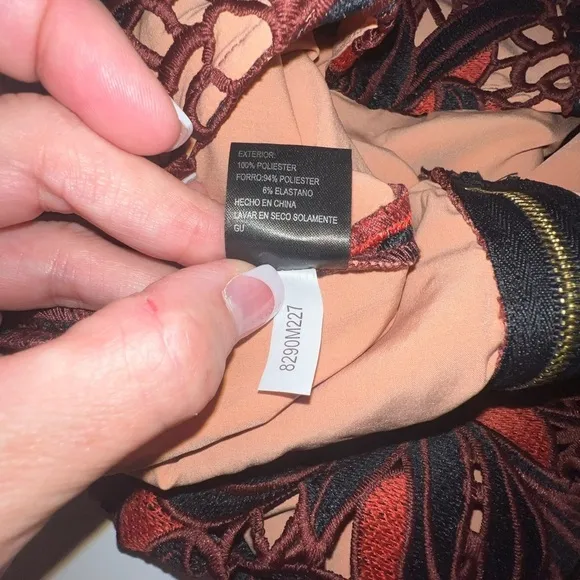 EXTERIOR:
100% POLIESTER
FORRO:94% POLIESTER
6% ELASTANO
HECHO EN CHINA
LAVAR EN SECO SOLAMENTE
GU
8290M227